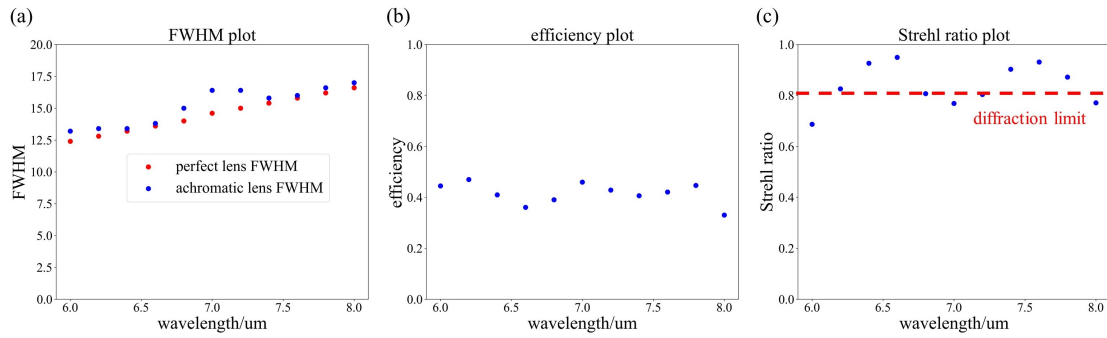 (a)
FWHM plot
20.0
17.5
15.0
12.5
10.0
7.5
5.0
2.5
0.0
FWHM
perfect lens FWHM
achromatic lens FWHM
6.0 6.5 7.0 7.5 8.0
wavelength/um
(b)
efficiency plot
1.0
0.8
0.6
0.4
0.2
0.0
efficiency
6.0 6.5 7.0 7.5 8.0
wavelength/um
(c)
Strehl ratio plot
1.0
0.8
0.6
0.4
0.2
0.0
Strehl ratio
diffraction limit
6.0 6.5 7.0 7.5 8.0
wavelength/um